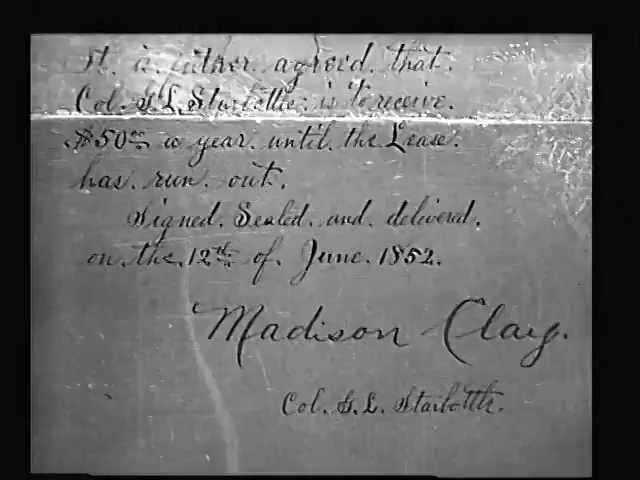 It. is. futher. agreed. that.
Col. G. L. Starbottle. is to receive.
$50.00 a year. until. the. Lease.
has. run. out.
Signed. Sealed. and. delivered.
on. the. 12th of. June. 1852.
Madison Clay.
Col. G. L. Starbottle.